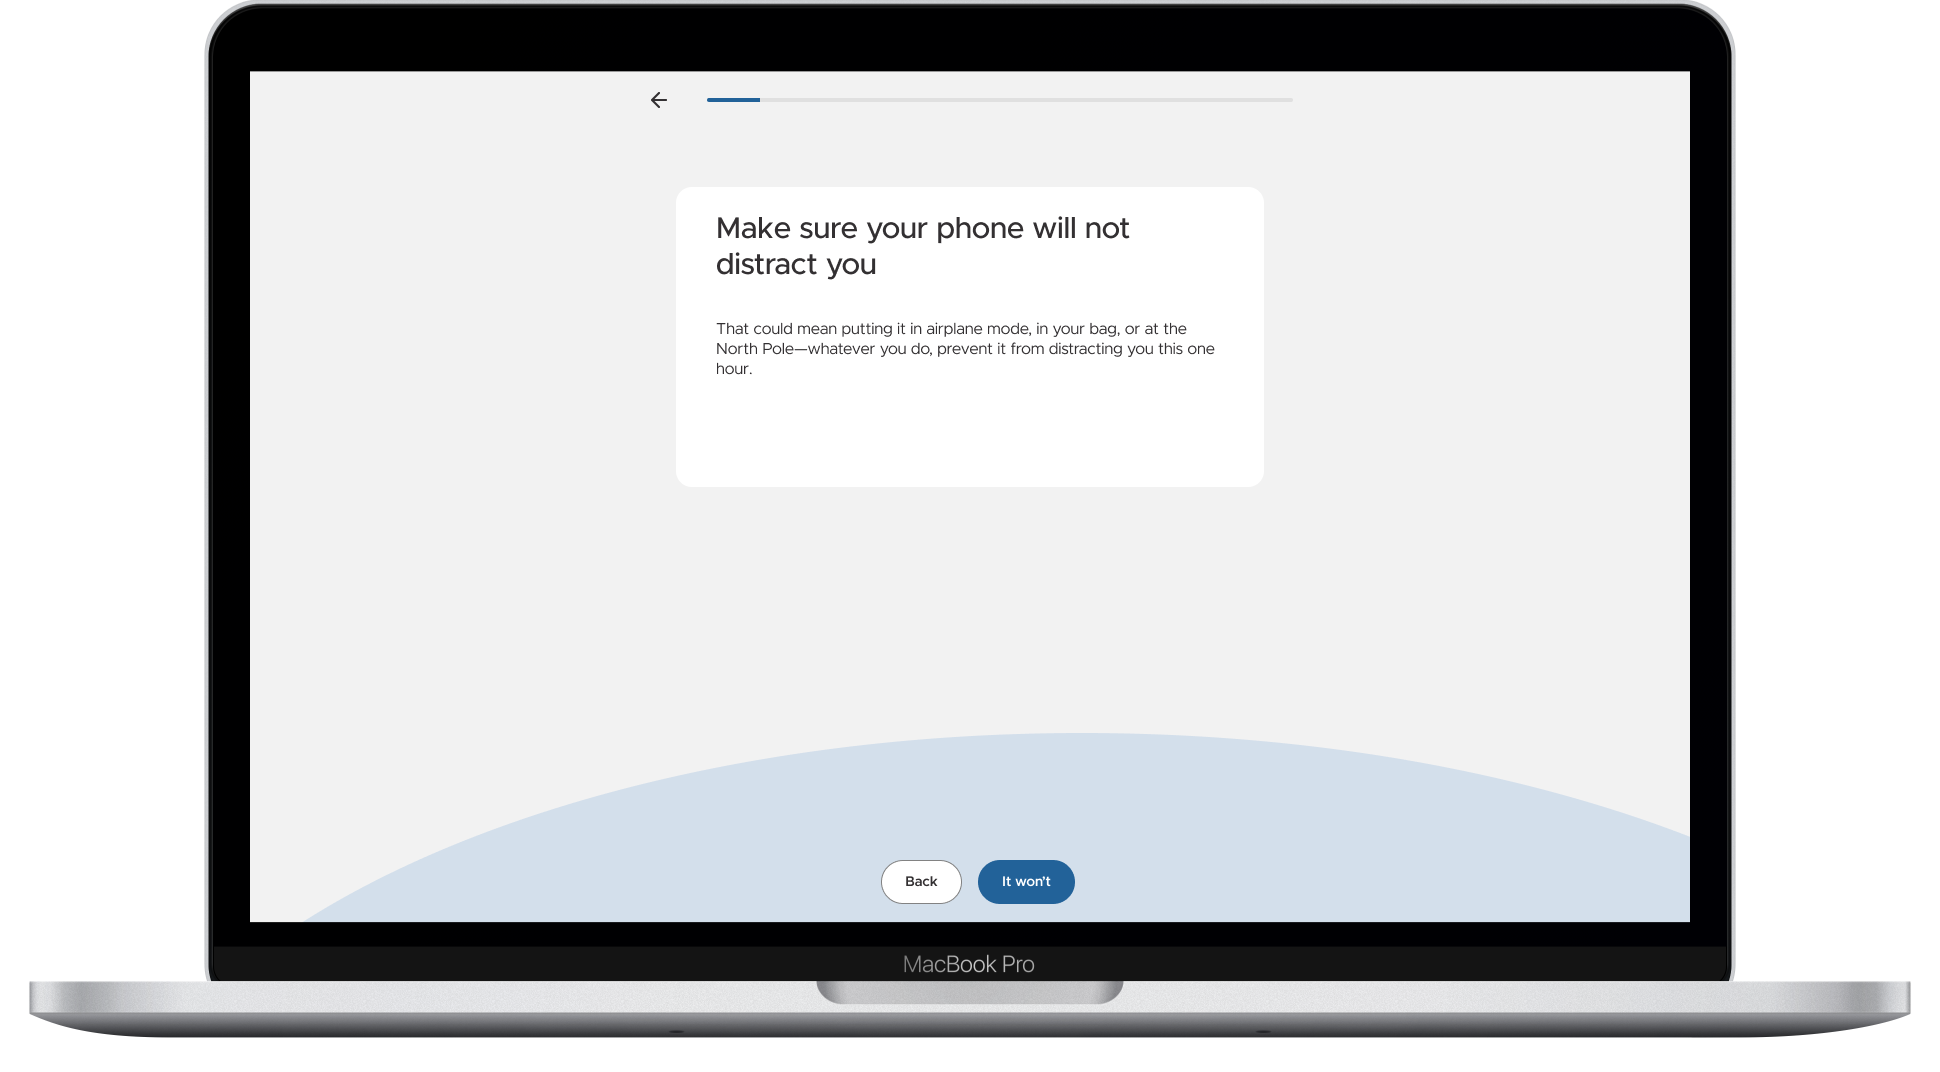 Make sure your phone will not
distract you
That could mean putting it in airplane mode, in your bag, or at the
North Pole—whatever you do, prevent it from distracting you this one
hour.
Back
It won't
MacBook Pro